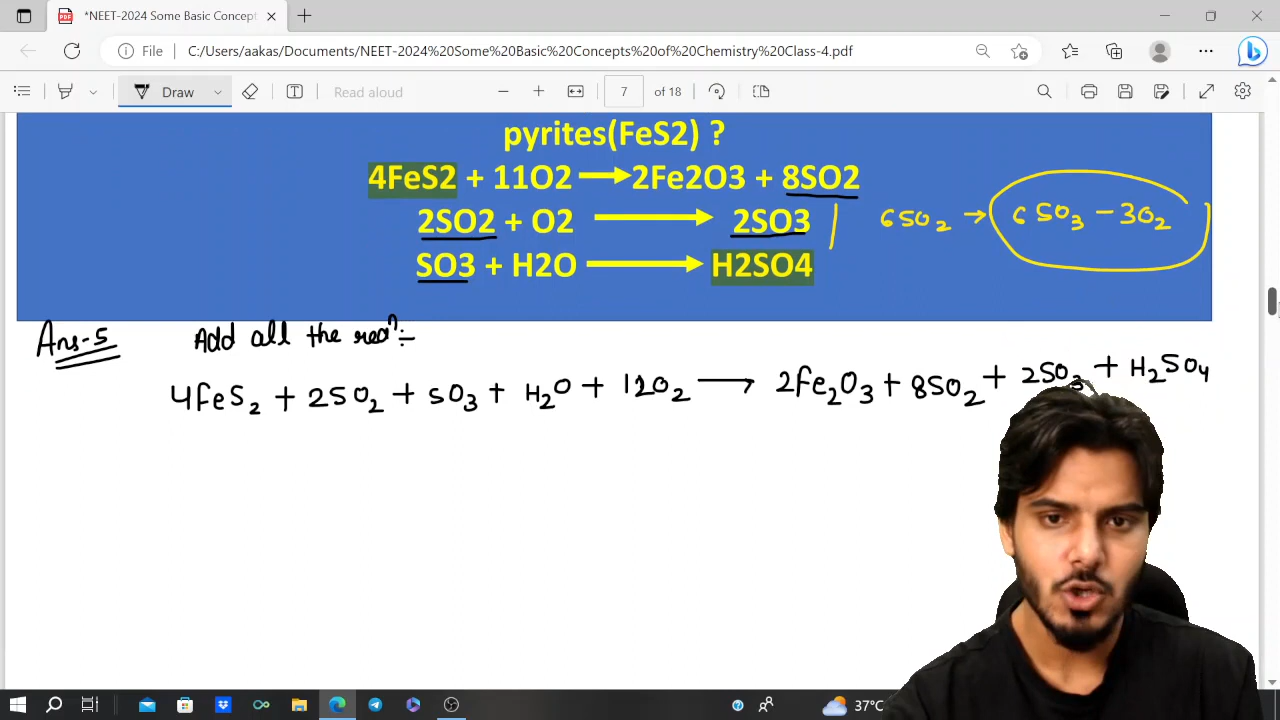 *NEET-2024 Some Basic Concept
File C:/Users/aakas/Documents/NEET-2024%20Some%20Basic%20Concepts%20of%20Chemistry%20Class-4.pdf
Draw Read aloud 7 of 18
pyrites(FeS2) ?
4FeS2 + 11O2 → 2Fe2O3 + 8SO2
2SO2 + O2 → 2SO3 | 6SO2 → 6SO3 - 3O2
SO3 + H2O → H2SO4
Ans-5 Add all the reaⁿ :-
4FeS2 + 2SO2 + SO3 + H2O + 12O2 → 2Fe2O3 + 8SO2 + 2SO3 + H2SO4
37°C